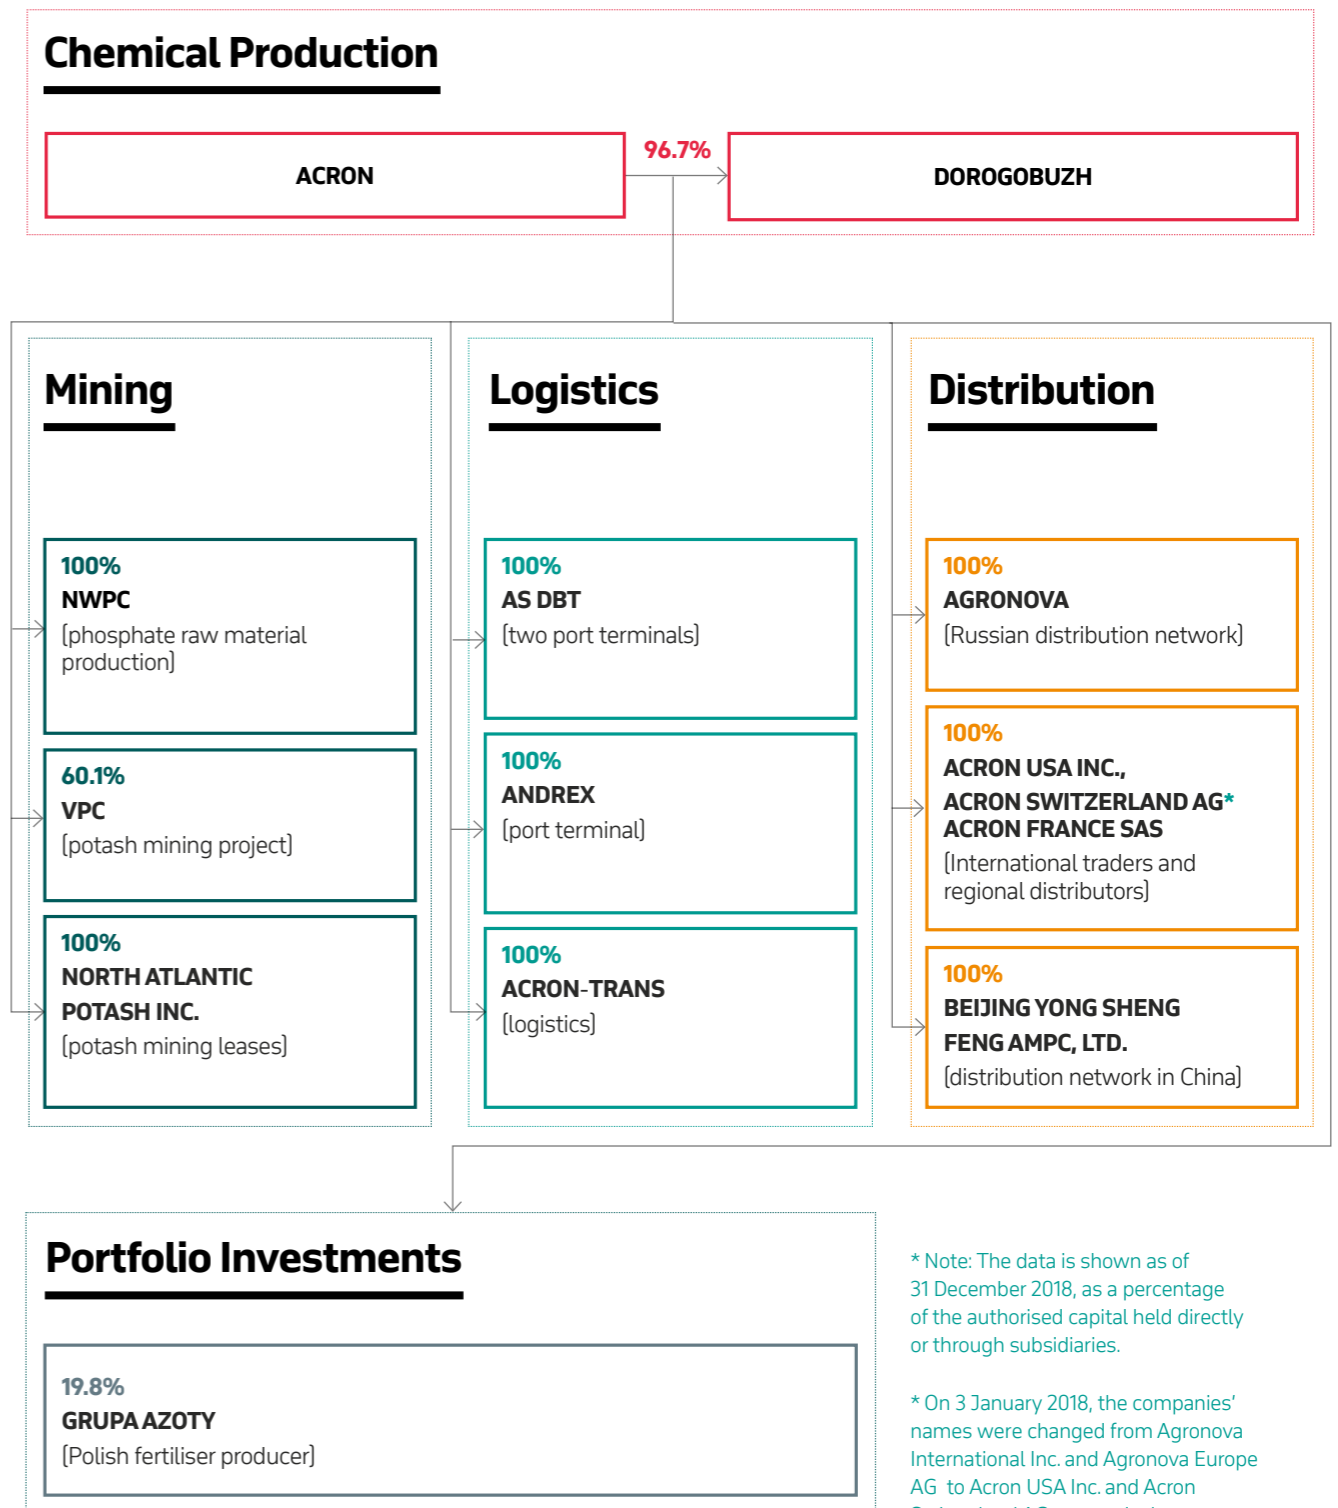 Chemical Production
ACRON
96.7%
DOROGOBUZH
Mining
100%
NWPC
(phosphate raw material
production)
60.1%
VPC
(potash mining project)
100%
NORTH ATLANTIC
POTASH INC.
(potash mining leases)
Logistics
100%
AS DBT
(two port terminals)
100%
ANDREX
(port terminal)
100%
ACRON-TRANS
(logistics)
Distribution
100%
AGRONOVA
(Russian distribution network)
100%
ACRON USA INC.,
ACRON SWITZERLAND AG*
ACRON FRANCE SAS
(International traders and
regional distributors)
100%
BEIJING YONG SHENG
FENG AMPC, LTD.
(distribution network in China)
Portfolio Investments
19.8%
GRUPA AZOTY
(Polish fertiliser producer)
* Note: The data is shown as of
31 December 2018, as a percentage
of the authorised capital held directly
or through subsidiaries.
* On 3 January 2018, the companies'
names were changed from Agronova
International Inc. and Agronova Europe
AG to Acron USA Inc. and Acron